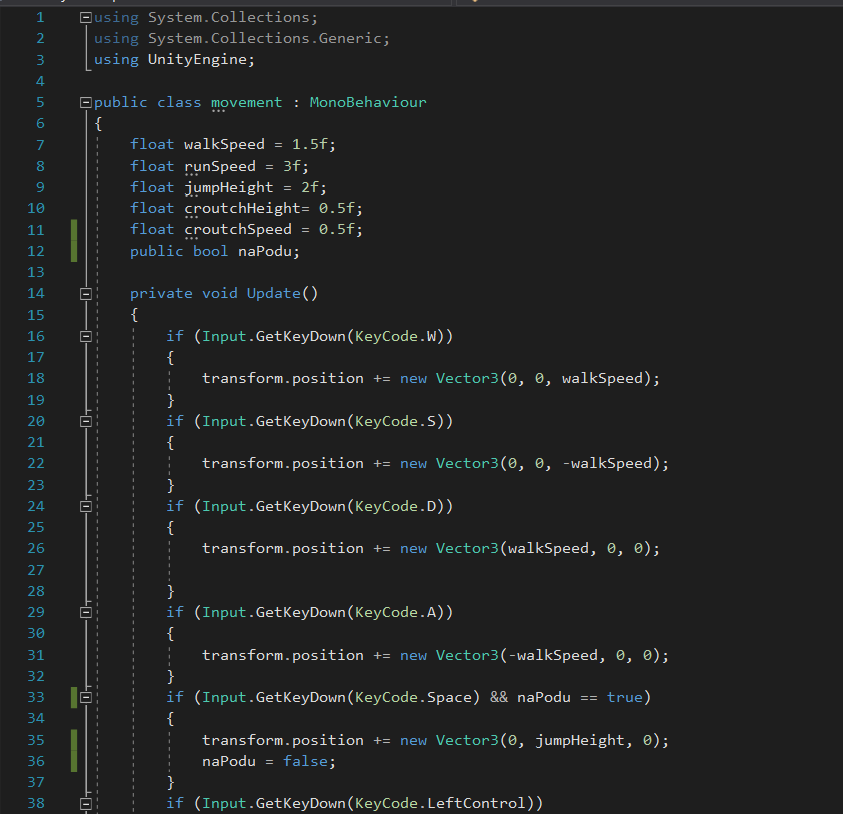 1 using System.Collections;
2 using System.Collections.Generic;
3 using UnityEngine;
4
5 public class movement : MonoBehaviour
6 {
7 float walkSpeed = 1.5f;
8 float runSpeed = 3f;
9 float jumpHeight = 2f;
10 float croutchHeight= 0.5f;
11 float croutchSpeed = 0.5f;
12 public bool naPodu;
13
14 private void Update()
15 {
16 if (Input.GetKeyDown(KeyCode.W))
17 {
18 transform.position += new Vector3(0, 0, walkSpeed);
19 }
20 if (Input.GetKeyDown(KeyCode.S))
21 {
22 transform.position += new Vector3(0, 0, -walkSpeed);
23 }
24 if (Input.GetKeyDown(KeyCode.D))
25 {
26 transform.position += new Vector3(walkSpeed, 0, 0);
27
28 }
29 if (Input.GetKeyDown(KeyCode.A))
30 {
31 transform.position += new Vector3(-walkSpeed, 0, 0);
32 }
33 if (Input.GetKeyDown(KeyCode.Space) && naPodu == true)
34 {
35 transform.position += new Vector3(0, jumpHeight, 0);
36 naPodu = false;
37 }
38 if (Input.GetKeyDown(KeyCode.LeftControl))